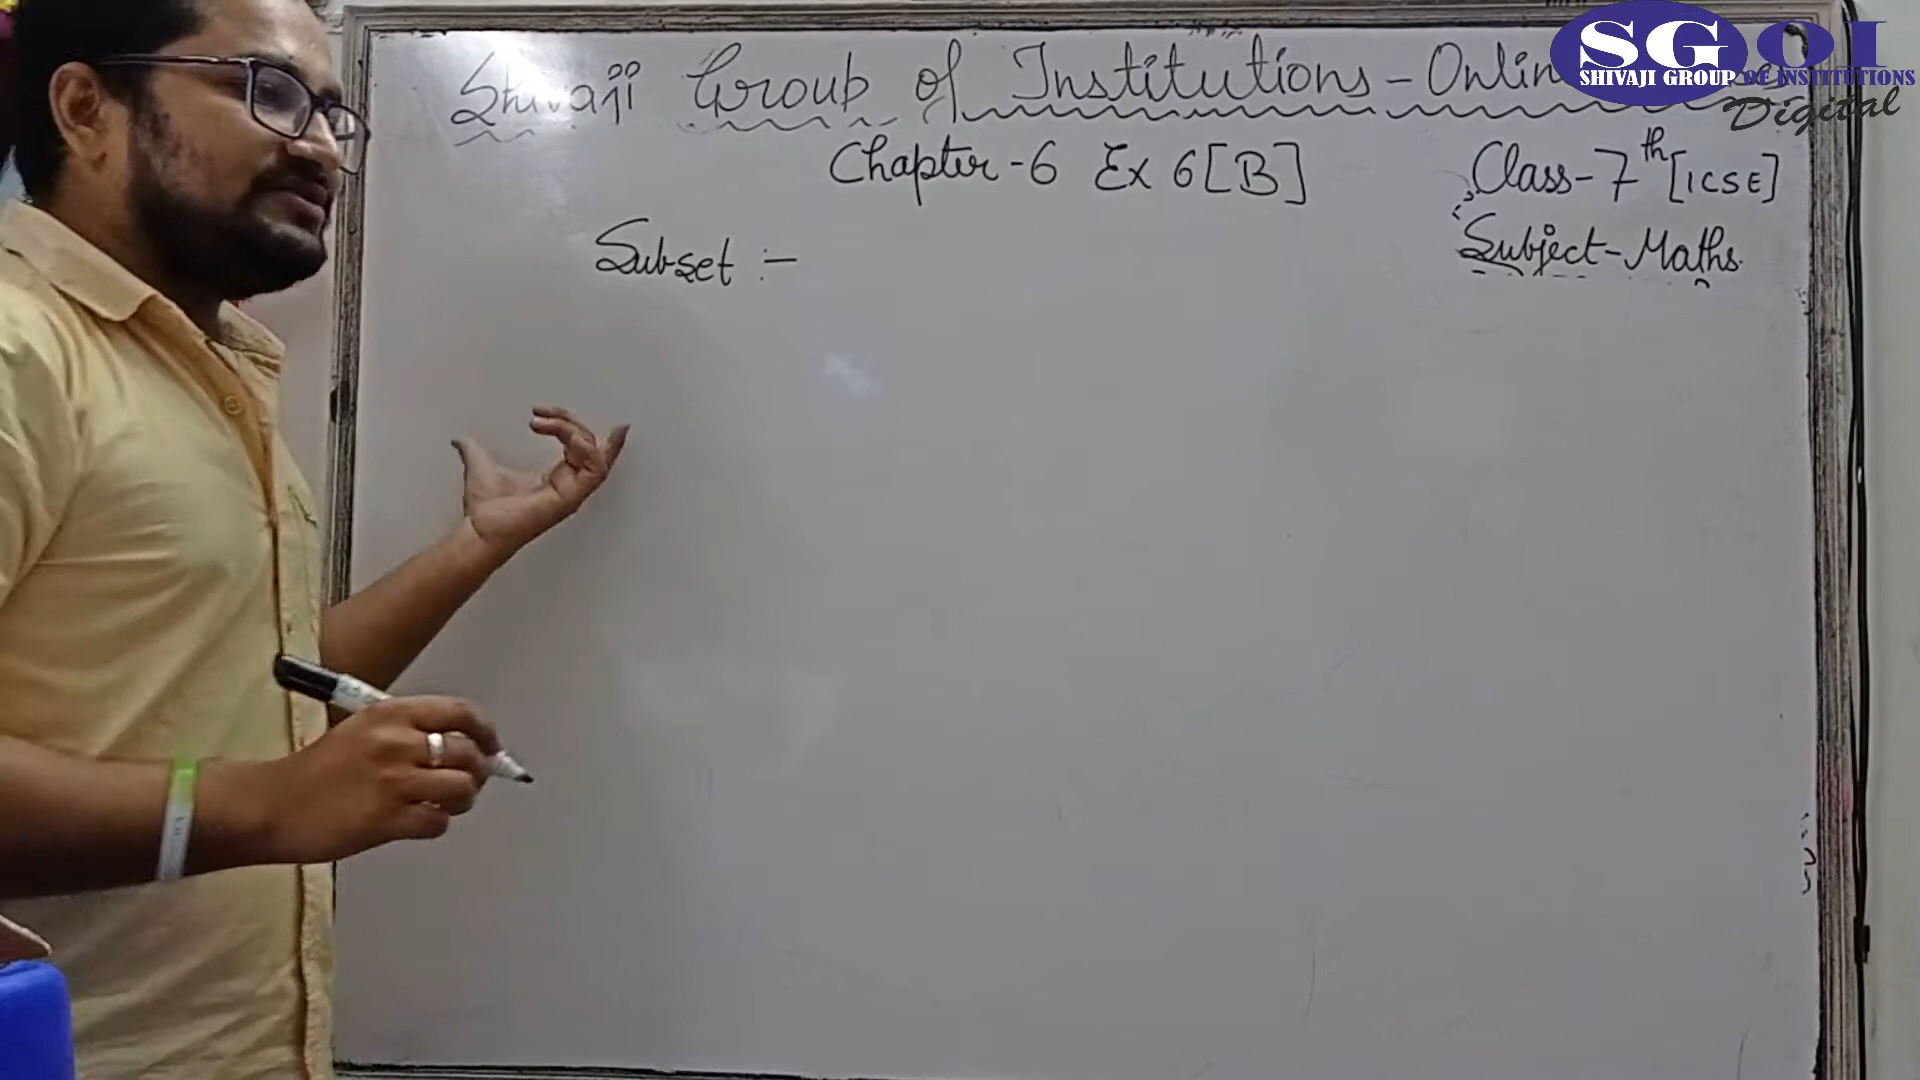 Shivaji Group of Institutions - Onlin
SGOI
SHIVAJI GROUP OF INSTITUTIONS
Digital
Chapter - 6 Ex 6[B]
Class - 7th [ICSE]
Subject - Maths.
Subset :-